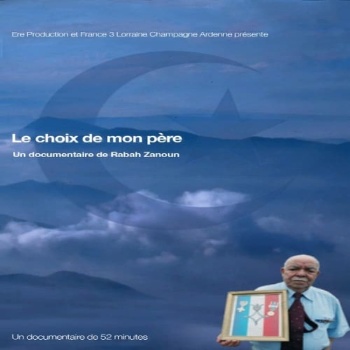 Ere Production et France 3 Lorraine Champagne Ardenne présente
Le choix de mon père
Un documentaire de Rabah Zanoun
Un documentaire de 52 minutes